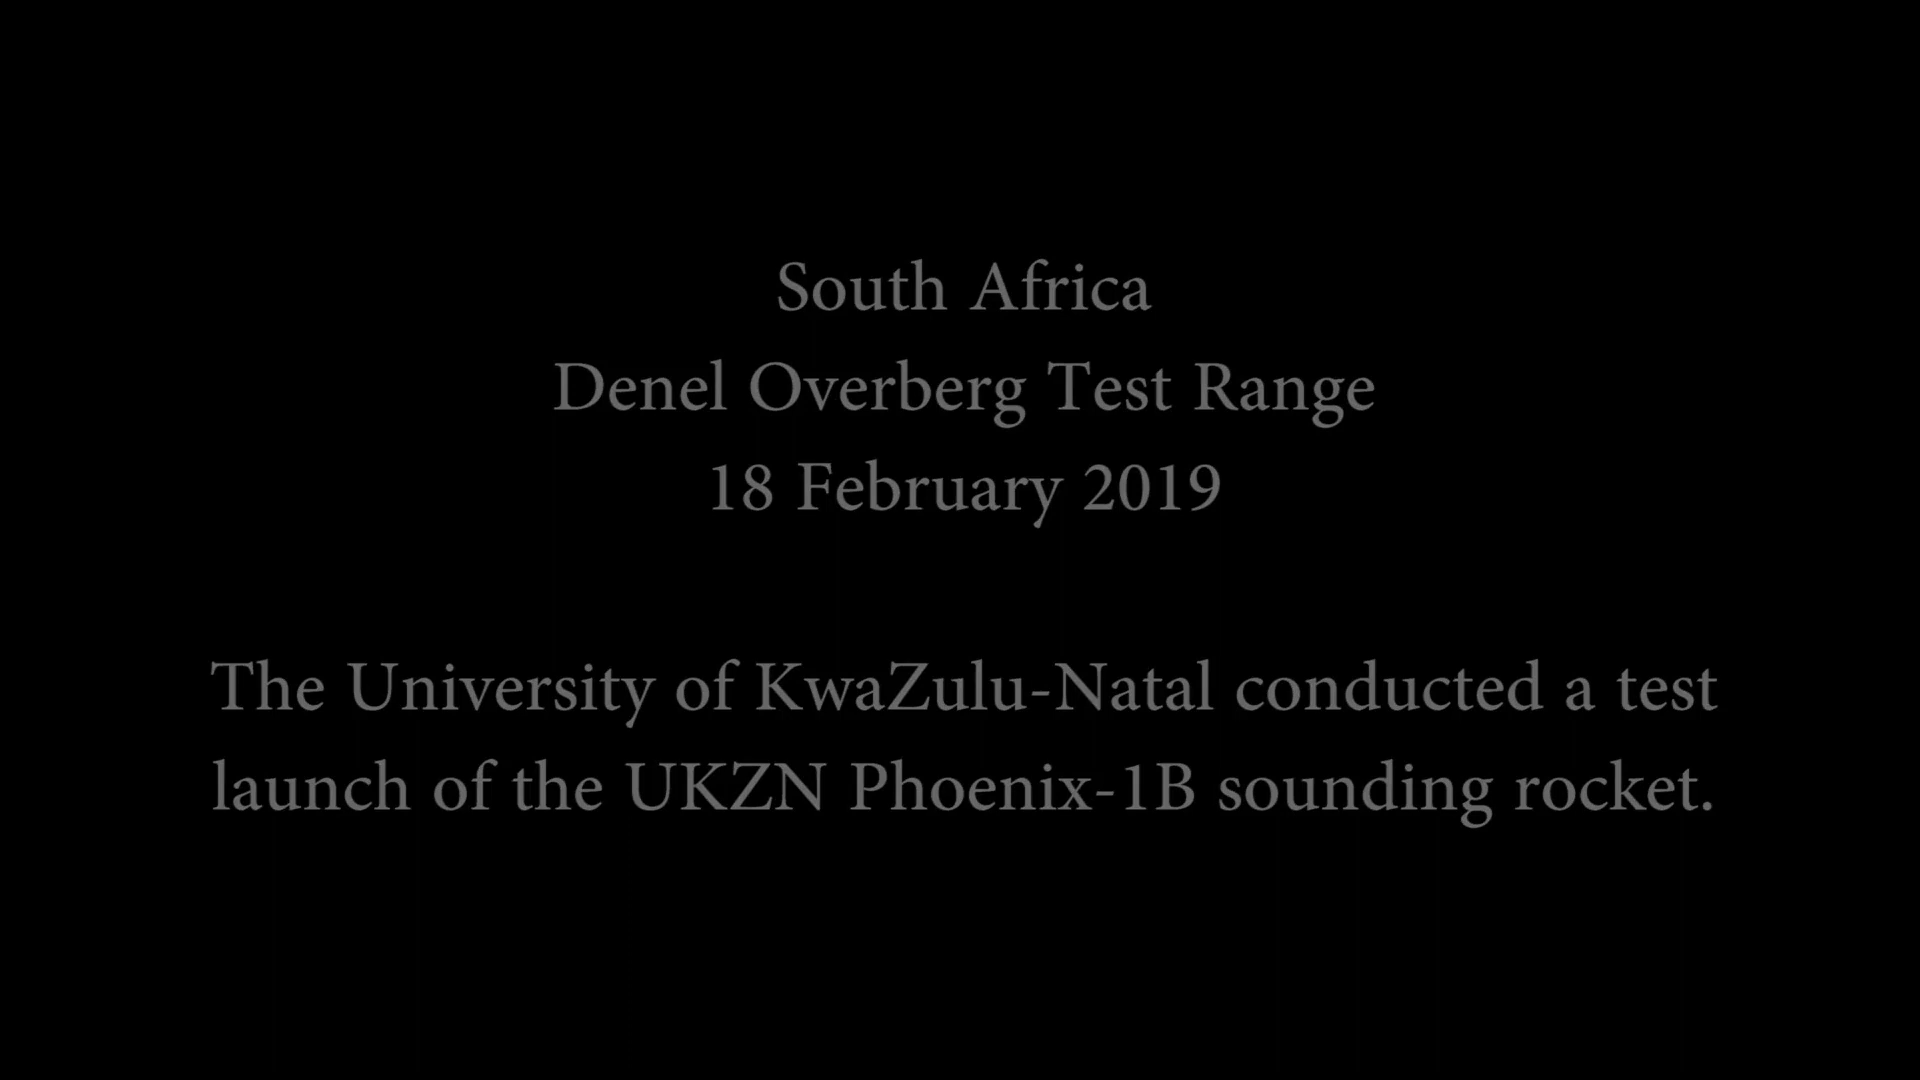 South Africa
Denel Overberg Test Range
18 February 2019
The University of KwaZulu-Natal conducted a test
launch of the UKZN Phoenix-1B sounding rocket.